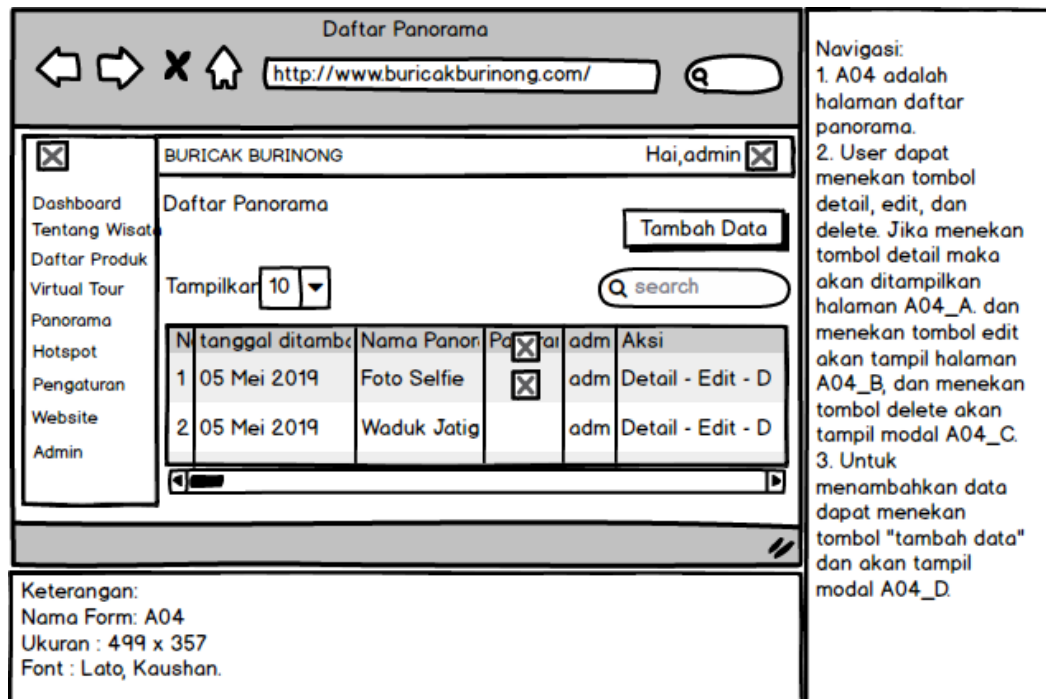 Daftar Panorama
http://www.buricakburinong.com/
BURICAK BURINONG
Hai,admin
Dashboard
Tentang Wisata
Daftar Produk
Virtual Tour
Panorama
Hotspot
Pengaturan
Website
Admin
Daftar Panorama
Tambah Data
Tampilkan 10
search
tanggal ditamba Nama Panor adm Aksi
1 05 Mei 2019 Foto Selfie adm Detail - Edit - D
2 05 Mei 2019 Waduk Jatig adm Detail - Edit - D
Keterangan:
Nama Form: A04
Ukuran : 499 x 357
Font : Lato, Kaushan.
Navigasi:
1. A04 adalah
halaman daftar
panorama.
2. User dapat
menekan tombol
detail, edit, dan
delete. Jika menekan
tombol detail maka
akan ditampilkan
halaman A04_A. dan
menekan tombol edit
akan tampil halaman
A04_B, dan menekan
tombol delete akan
tampil modal A04_C.
3. Untuk
menambahkan data
dapat menekan
tombol "tambah data"
dan akan tampil
modal A04_D.